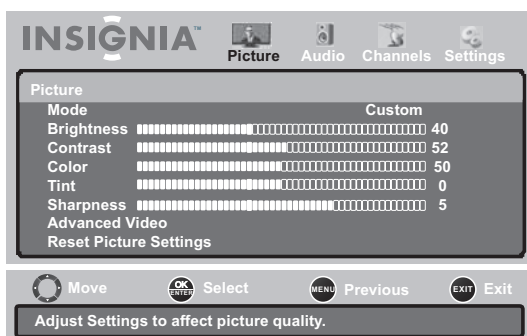 INSIGNIA™
Picture Audio Channels Settings
Picture
Mode Custom
Brightness 40
Contrast 52
Color 50
Tint 0
Sharpness 5
Advanced Video
Reset Picture Settings
Move OK ENTER Select MENU Previous EXIT Exit
Adjust Settings to affect picture quality.